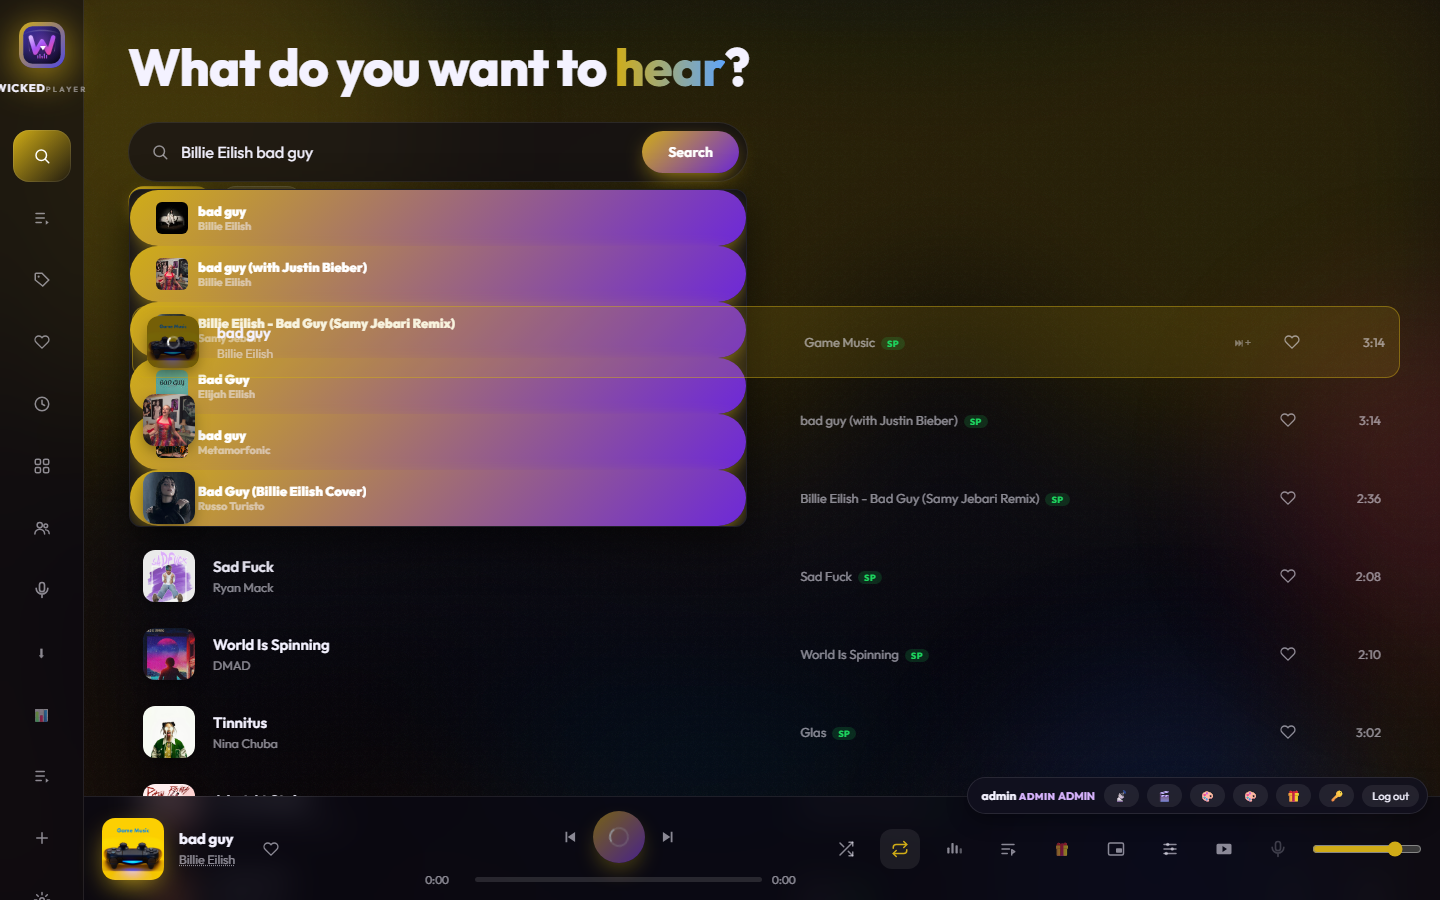 WICKEDPLAYER
What do you want to hear?
Billie Eilish bad guy
Search
bad guy
Billie Eilish
bad guy (with Justin Bieber)
Billie Eilish
Billie Eilish - Bad Guy (Samy Jebari Remix)
bad guy
Billie Eilish
Game Music SP
3:14
Bad Guy
Elijah Eilish
bad guy (with Justin Bieber) SP
3:14
bad guy
Metamorfonic
Bad Guy (Billie Eilish Cover)
Russo Turisto
Billie Eilish - Bad Guy (Samy Jebari Remix) SP
2:36
Sad Fuck
Ryan Mack
Sad Fuck SP
2:08
World Is Spinning
DMAD
World Is Spinning SP
2:10
Tinnitus
Nina Chuba
Glas SP
3:02
admin ADMIN ADMIN
Log out
Game Music
bad guy
Billie Eilish
0:00
0:00